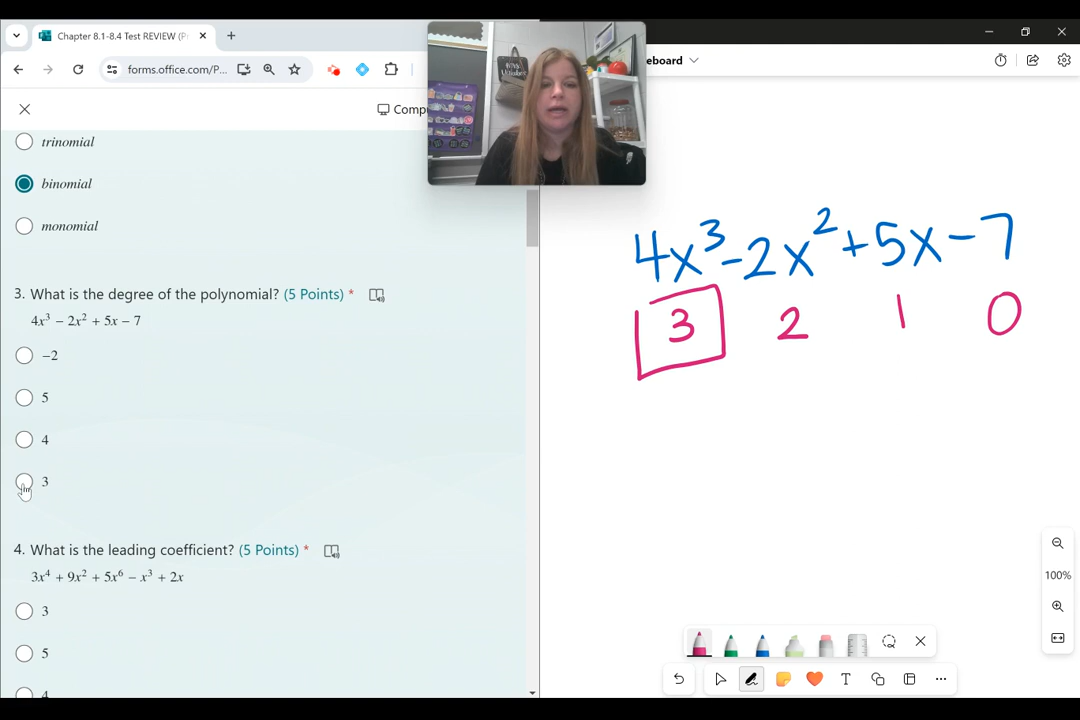 Chapter 8.1-8.4 Test REVIEW (P
forms.office.com/P...
eboard
Comp
trinomial
binomial
monomial
3. What is the degree of the polynomial? (5 Points) *
4x³ − 2x² + 5x − 7
−2
5
4
3
4. What is the leading coefficient? (5 Points) *
3x⁴ + 9x² + 5x⁶ − x³ + 2x
3
5
4
4x³-2x²+5x-7
3 2 1 0
100%
T